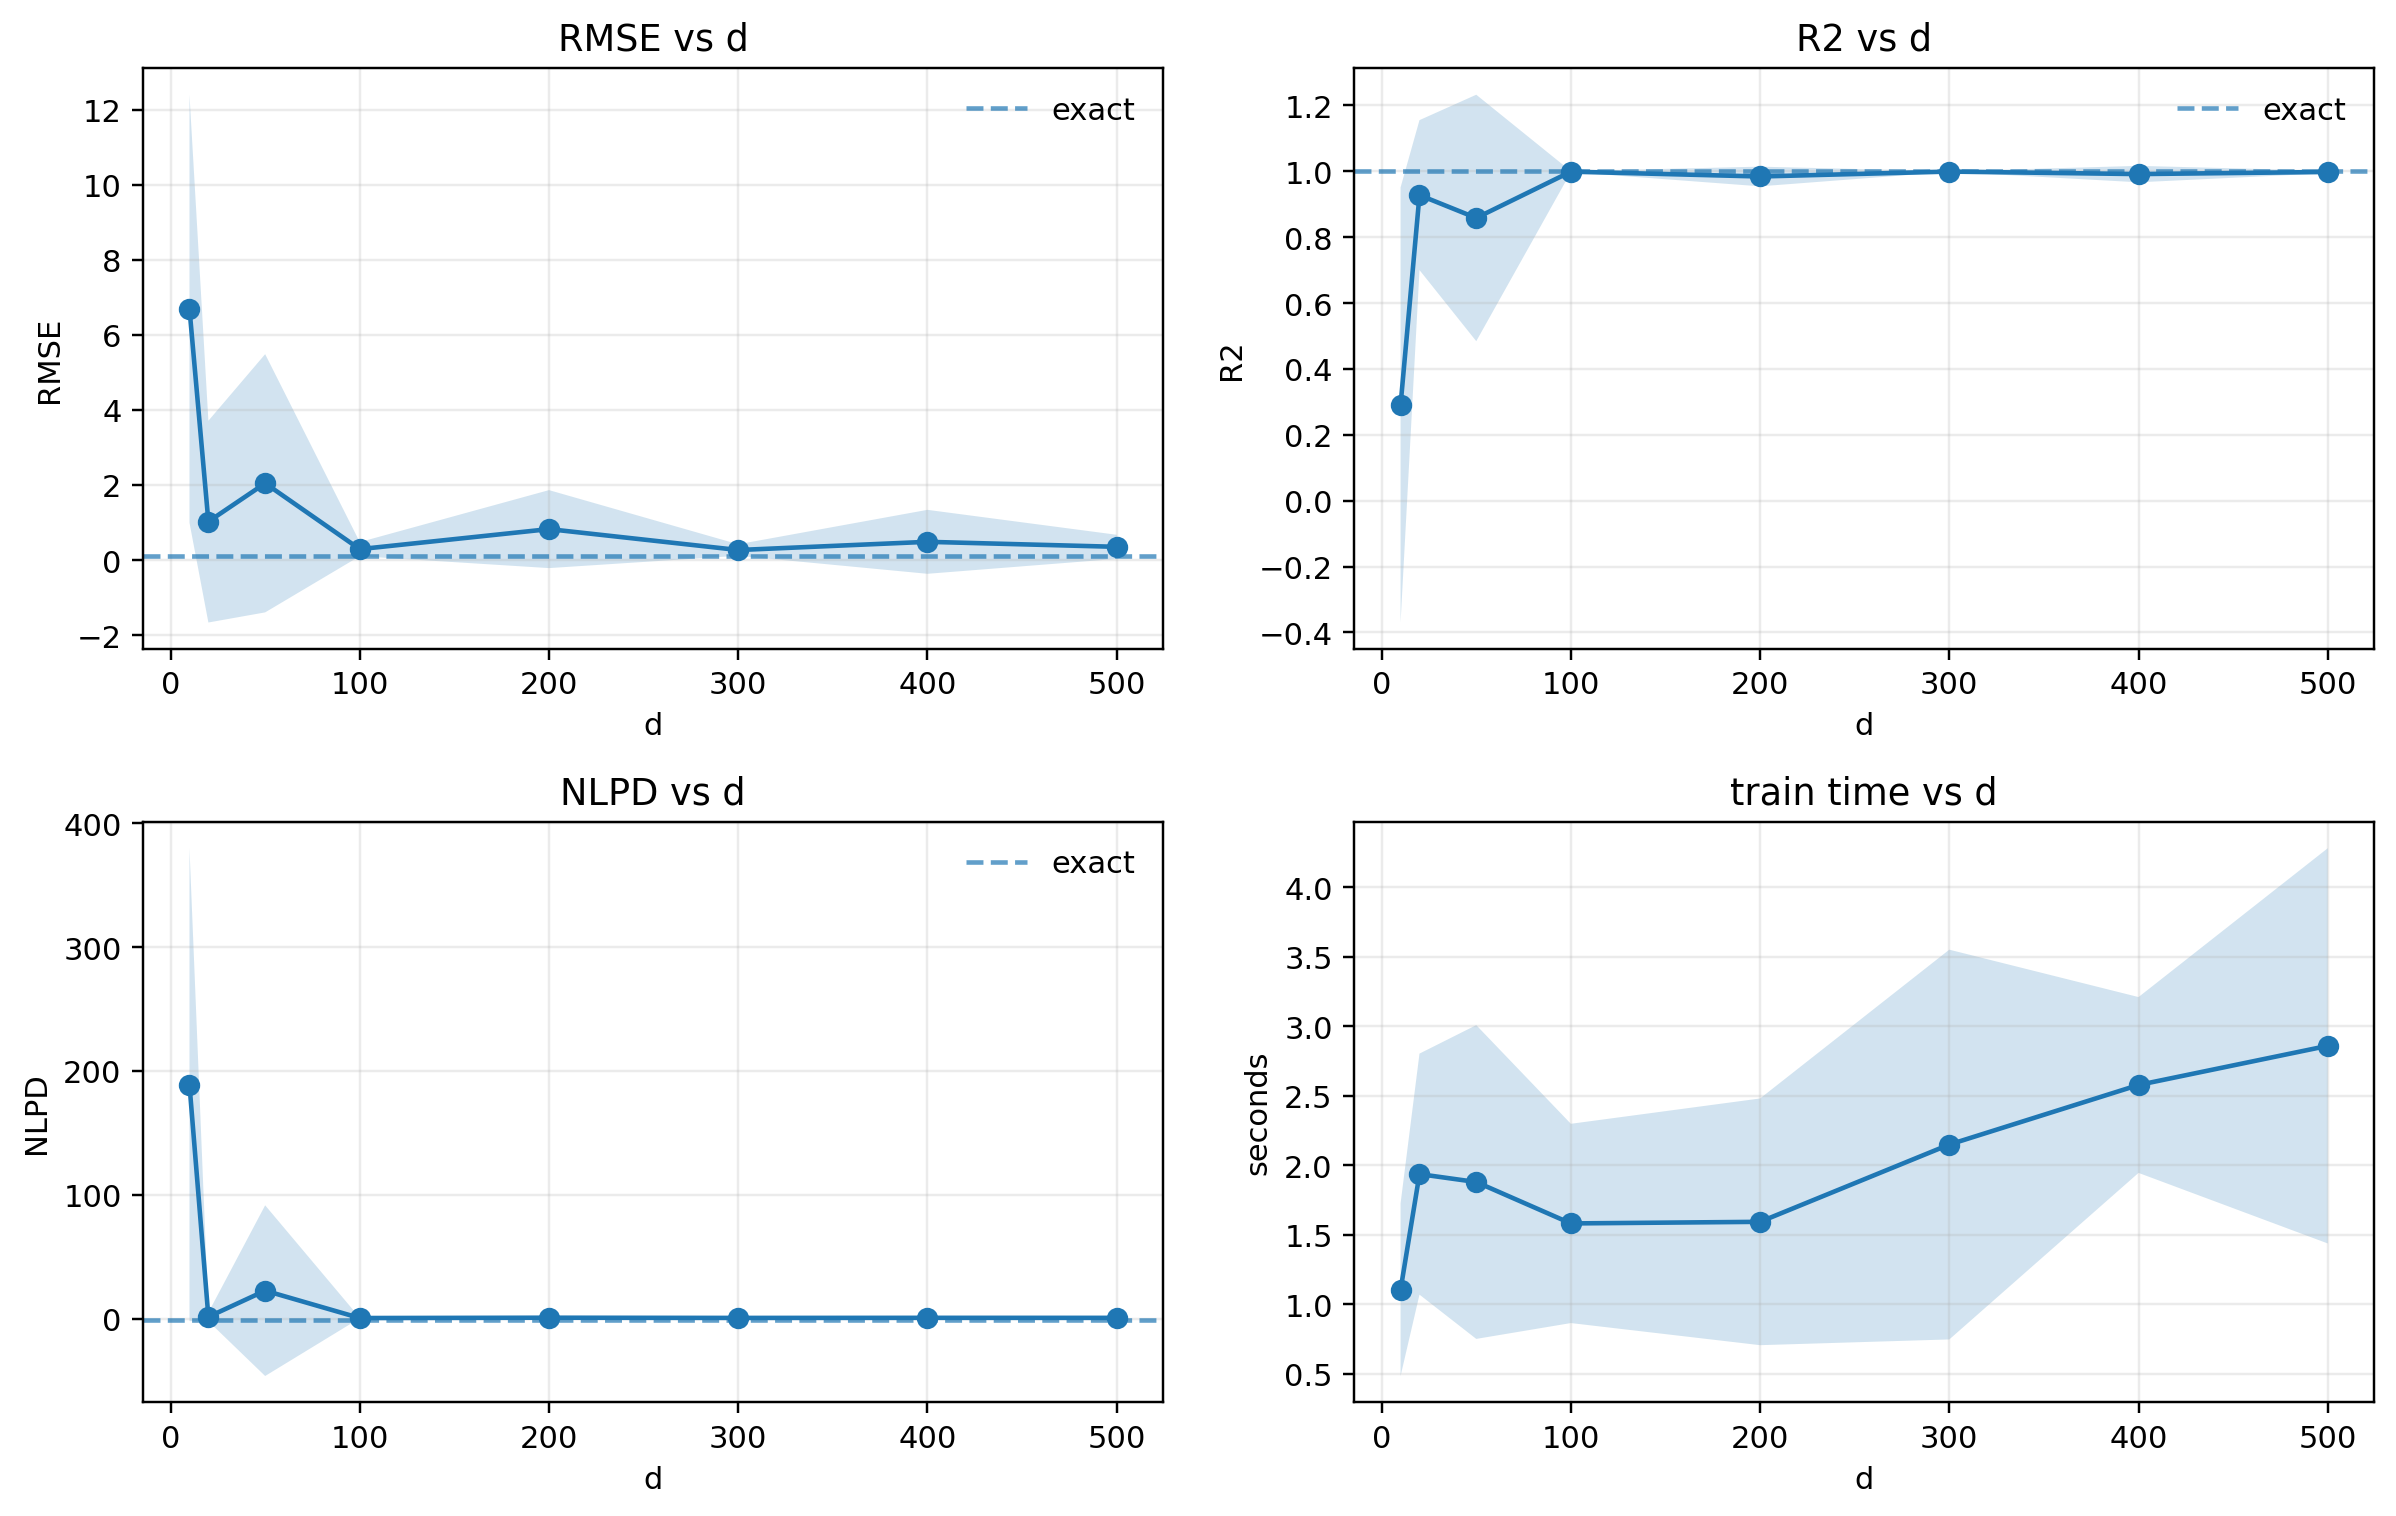 RMSE vs d
12
10
8
6
4
2
0
−2
RMSE
exact
0 100 200 300 400 500
d
R2 vs d
1.2
1.0
0.8
0.6
0.4
0.2
0.0
−0.2
−0.4
R2
exact
0 100 200 300 400 500
d
NLPD vs d
400
300
200
100
0
NLPD
exact
0 100 200 300 400 500
d
train time vs d
4.0
3.5
3.0
2.5
2.0
1.5
1.0
0.5
seconds
0 100 200 300 400 500
d